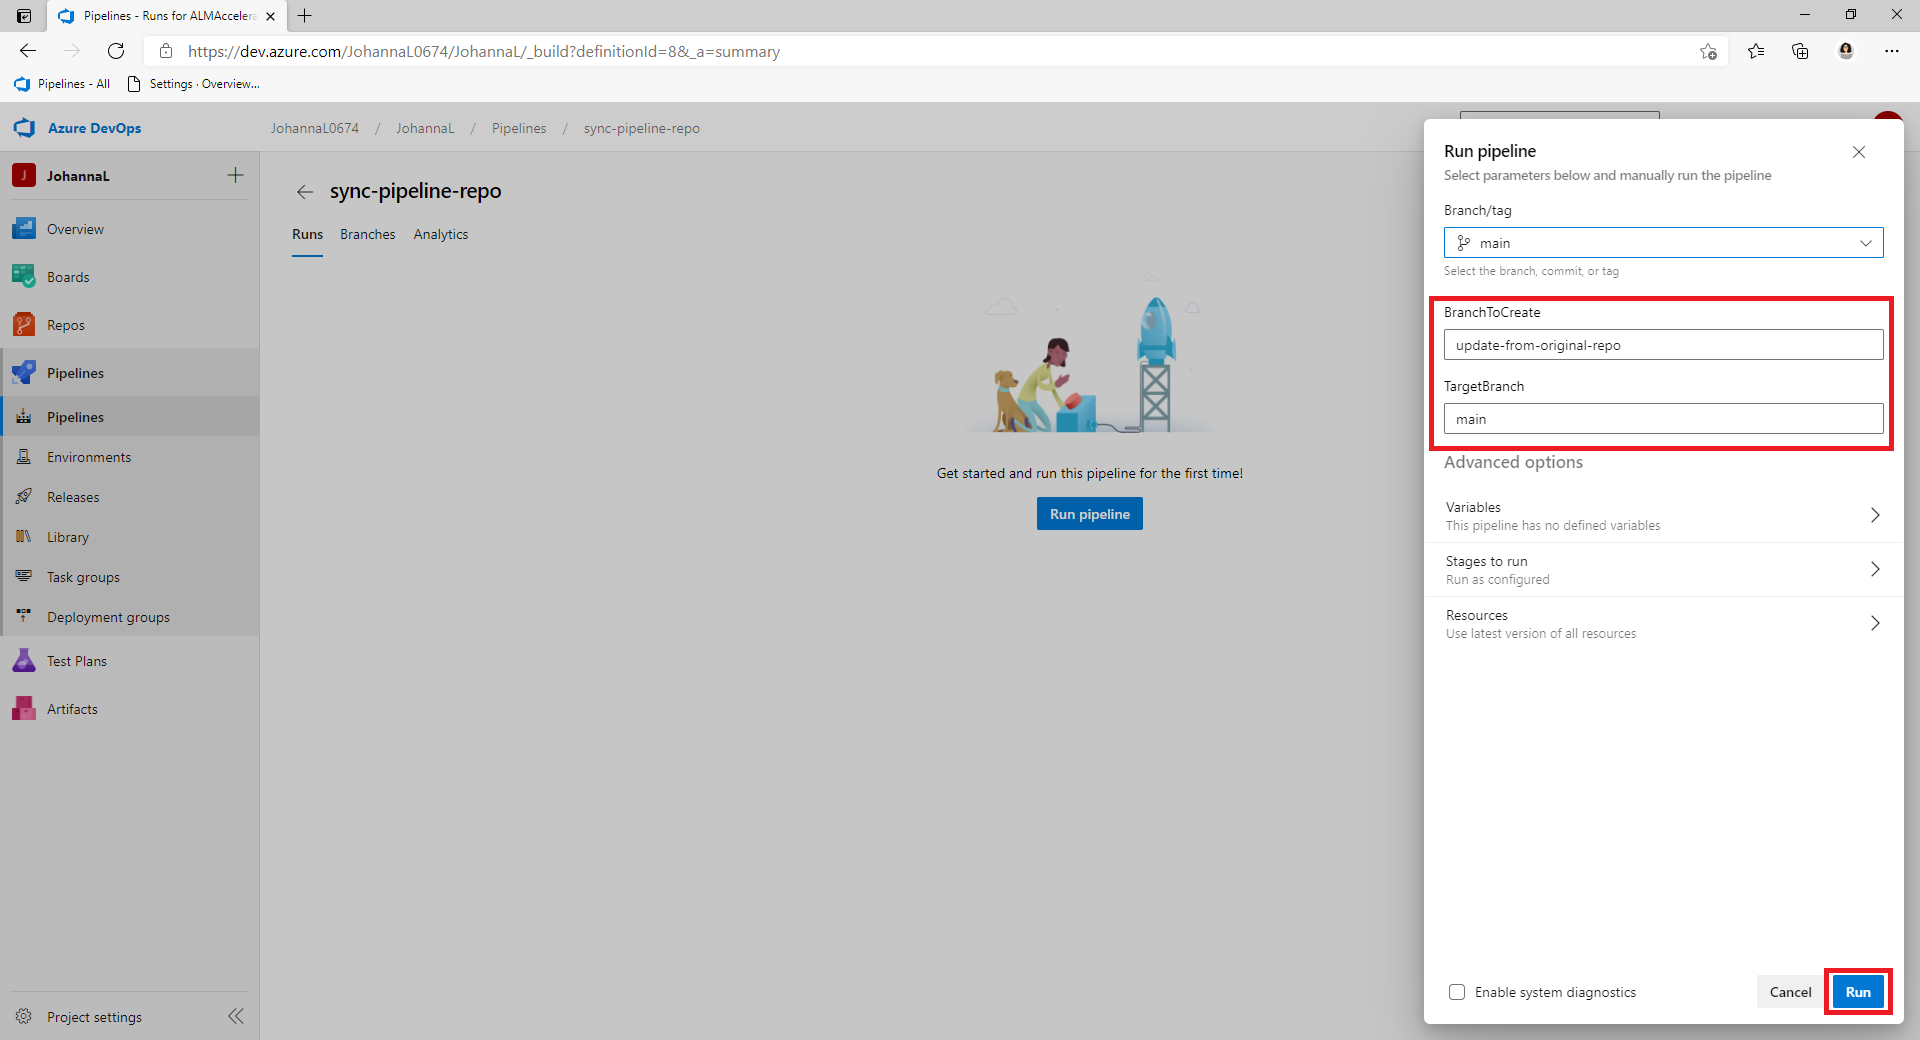 Pipelines - Runs for ALMAccelera
https://dev.azure.com/JohannaL0674/JohannaL/_build?definitionId=8&_a=summary
Pipelines - All
Settings · Overview...
Azure DevOps
JohannaL0674 / JohannaL / Pipelines / sync-pipeline-repo
J
JohannaL
Overview
Boards
Repos
Pipelines
Pipelines
Environments
Releases
Library
Task groups
Deployment groups
Test Plans
Artifacts
Project settings
sync-pipeline-repo
Runs
Branches
Analytics
Get started and run this pipeline for the first time!
Run pipeline
Run pipeline
Select parameters below and manually run the pipeline
Branch/tag
main
Select the branch, commit, or tag
BranchToCreate
update-from-original-repo
TargetBranch
main
Advanced options
Variables
This pipeline has no defined variables
Stages to run
Run as configured
Resources
Use latest version of all resources
Enable system diagnostics
Cancel
Run